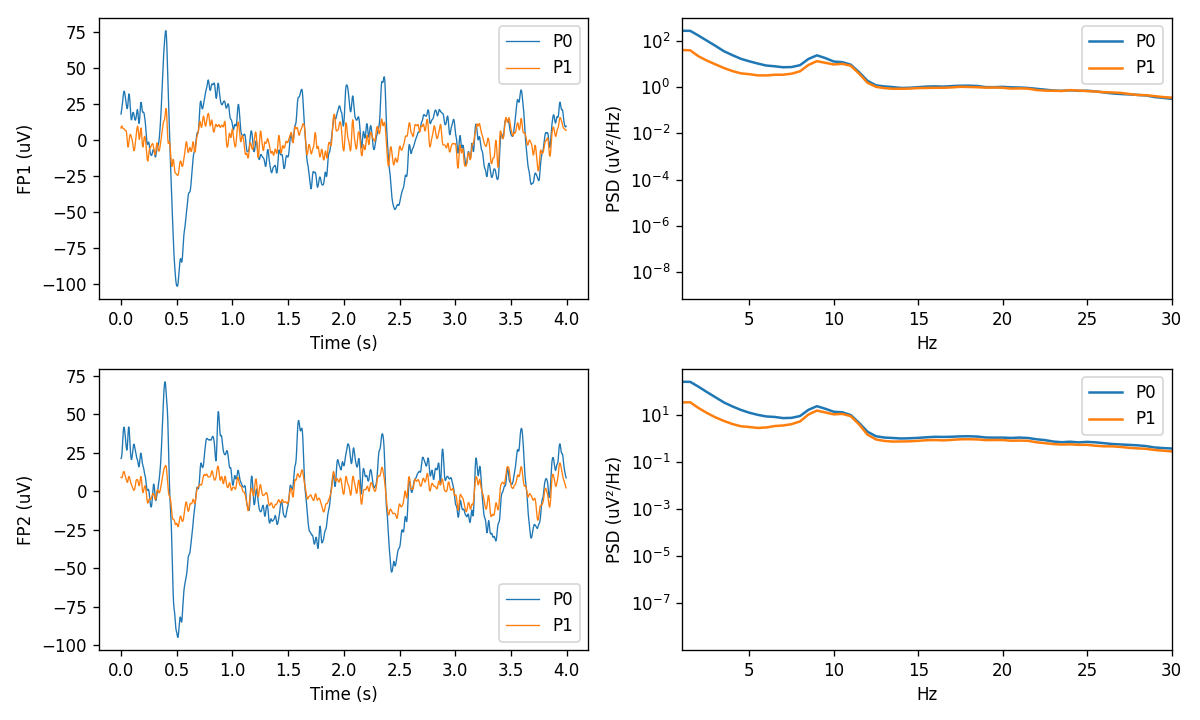 75
50
25
0
−25
−50
−75
−100
FP1 (uV)
0.0 0.5 1.0 1.5 2.0 2.5 3.0 3.5 4.0
Time (s)
P0
P1
10²
10⁰
10⁻²
10⁻⁴
10⁻⁶
10⁻⁸
PSD (uV²/Hz)
5 10 15 20 25 30
Hz
P0
P1
75
50
25
0
−25
−50
−75
−100
FP2 (uV)
0.0 0.5 1.0 1.5 2.0 2.5 3.0 3.5 4.0
Time (s)
P0
P1
10¹
10⁻¹
10⁻³
10⁻⁵
10⁻⁷
PSD (uV²/Hz)
5 10 15 20 25 30
Hz
P0
P1